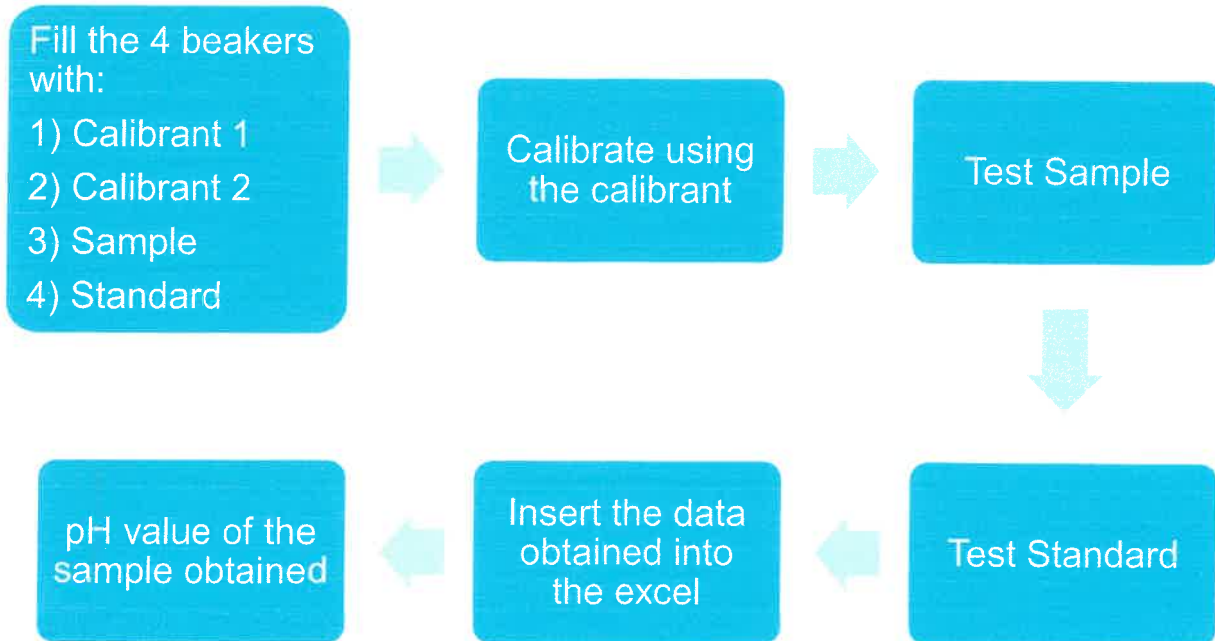 Fill the 4 beakers
with:
1) Calibrant 1
2) Calibrant 2
3) Sample
4) Standard
Calibrate using
the calibrant
Test Sample
Test Standard
Insert the data
obtained into
the excel
pH value of the
sample obtained